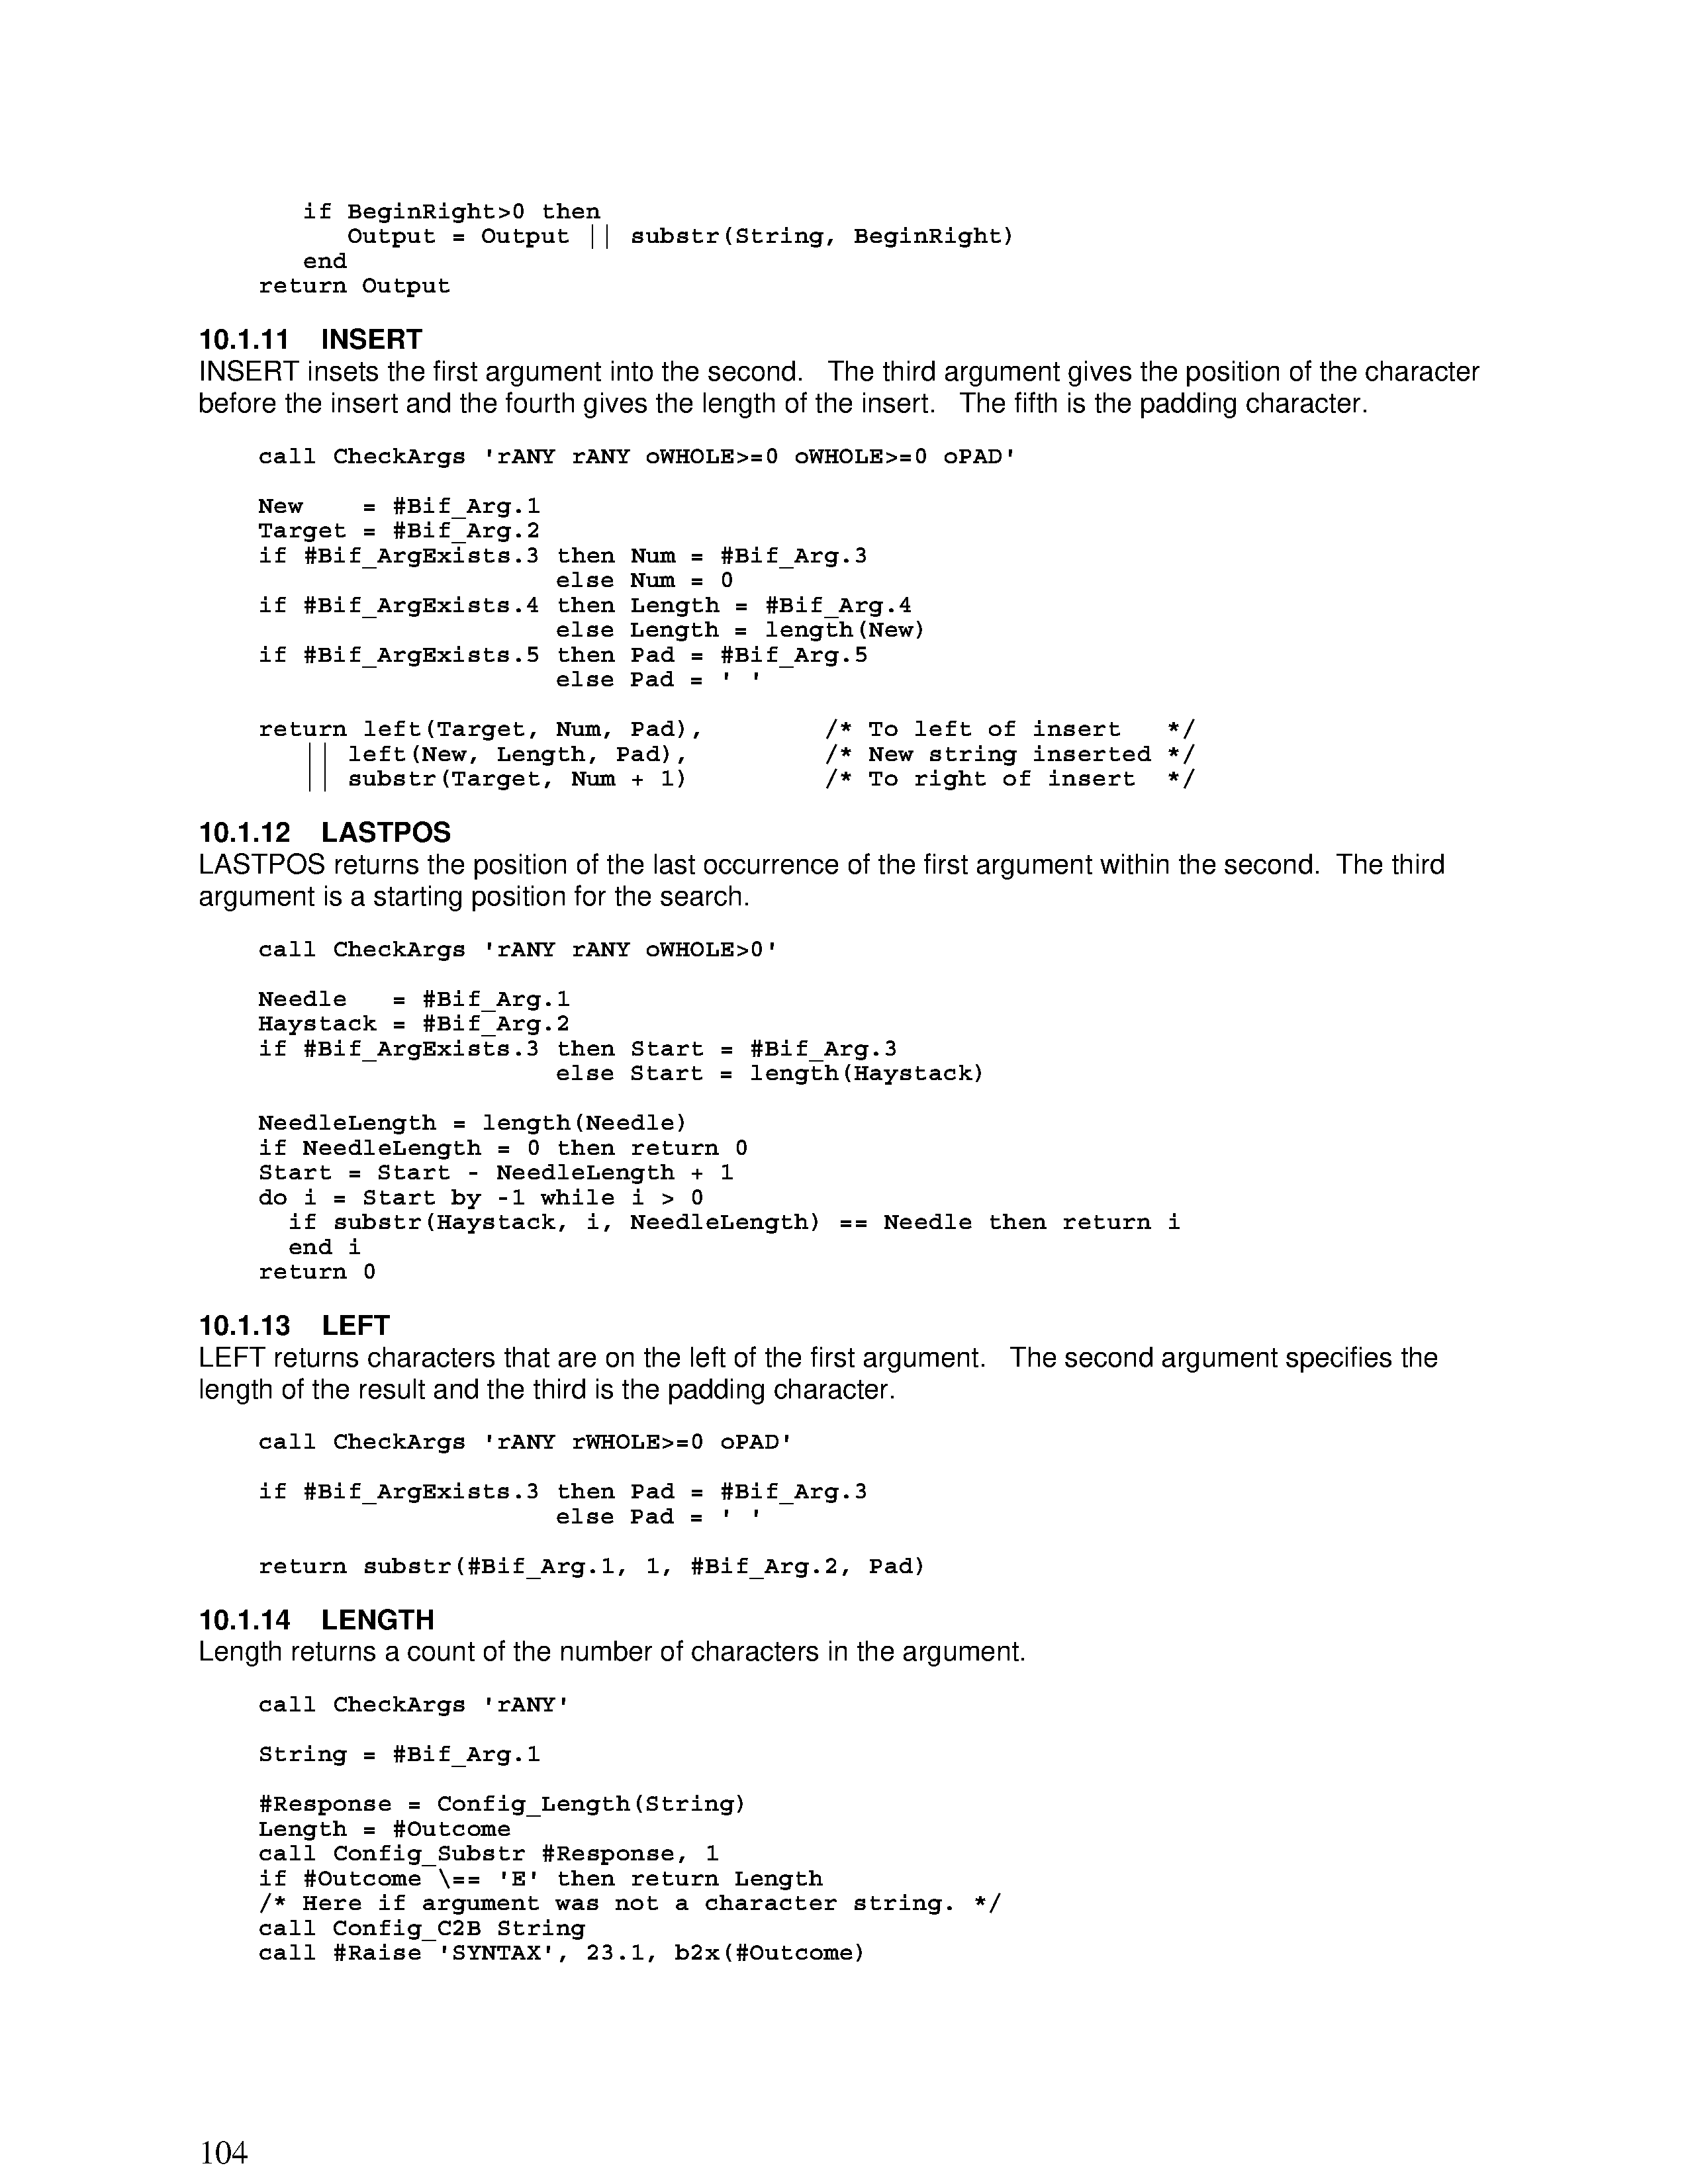 if BeginRight>0 then
Output = Output || substr(String, BeginRight)
end
return Output
10.1.11 INSERT
INSERT insets the first argument into the second. The third argument gives the position of the character
before the insert and the fourth gives the length of the insert. The fifth is the padding character.
call CheckArgs 'rANY rANY oWHOLE>=0 oWHOLE>=0 oPAD'
New = #Bif_Arg.1
Target = #Bif_Arg.2
if #Bif_ArgExists.3 then Num = #Bif_Arg.3
else Num = 0
if #Bif_ArgExists.4 then Length = #Bif_Arg.4
else Length = length(New)
if #Bif_ArgExists.5 then Pad = #Bif_Arg.5
else Pad = ' '
return left(Target, Num, Pad), /* To left of insert */
|| left(New, Length, Pad), /* New string inserted */
|| substr(Target, Num + 1) /* To right of insert */
10.1.12 LASTPOS
LASTPOS returns the position of the last occurrence of the first argument within the second. The third
argument is a starting position for the search.
call CheckArgs 'rANY rANY oWHOLE>0'
Needle = #Bif_Arg.1
Haystack = #Bif_Arg.2
if #Bif_ArgExists.3 then Start = #Bif_Arg.3
else Start = length(Haystack)
NeedleLength = length(Needle)
if NeedleLength = 0 then return 0
Start = Start - NeedleLength + 1
do i = Start by -1 while i > 0
if substr(Haystack, i, NeedleLength) == Needle then return i
end i
return 0
10.1.13 LEFT
LEFT returns characters that are on the left of the first argument. The second argument specifies the
length of the result and the third is the padding character.
call CheckArgs 'rANY rWHOLE>=0 oPAD'
if #Bif_ArgExists.3 then Pad = #Bif_Arg.3
else Pad = ' '
return substr(#Bif_Arg.1, 1, #Bif_Arg.2, Pad)
10.1.14 LENGTH
Length returns a count of the number of characters in the argument.
call CheckArgs 'rANY'
String = #Bif_Arg.1
#Response = Config_Length(String)
Length = #Outcome
call Config_Substr #Response, 1
if #Outcome \== 'E' then return Length
/* Here if argument was not a character string. */
call Config_C2B String
call #Raise 'SYNTAX', 23.1, b2x(#Outcome)
104